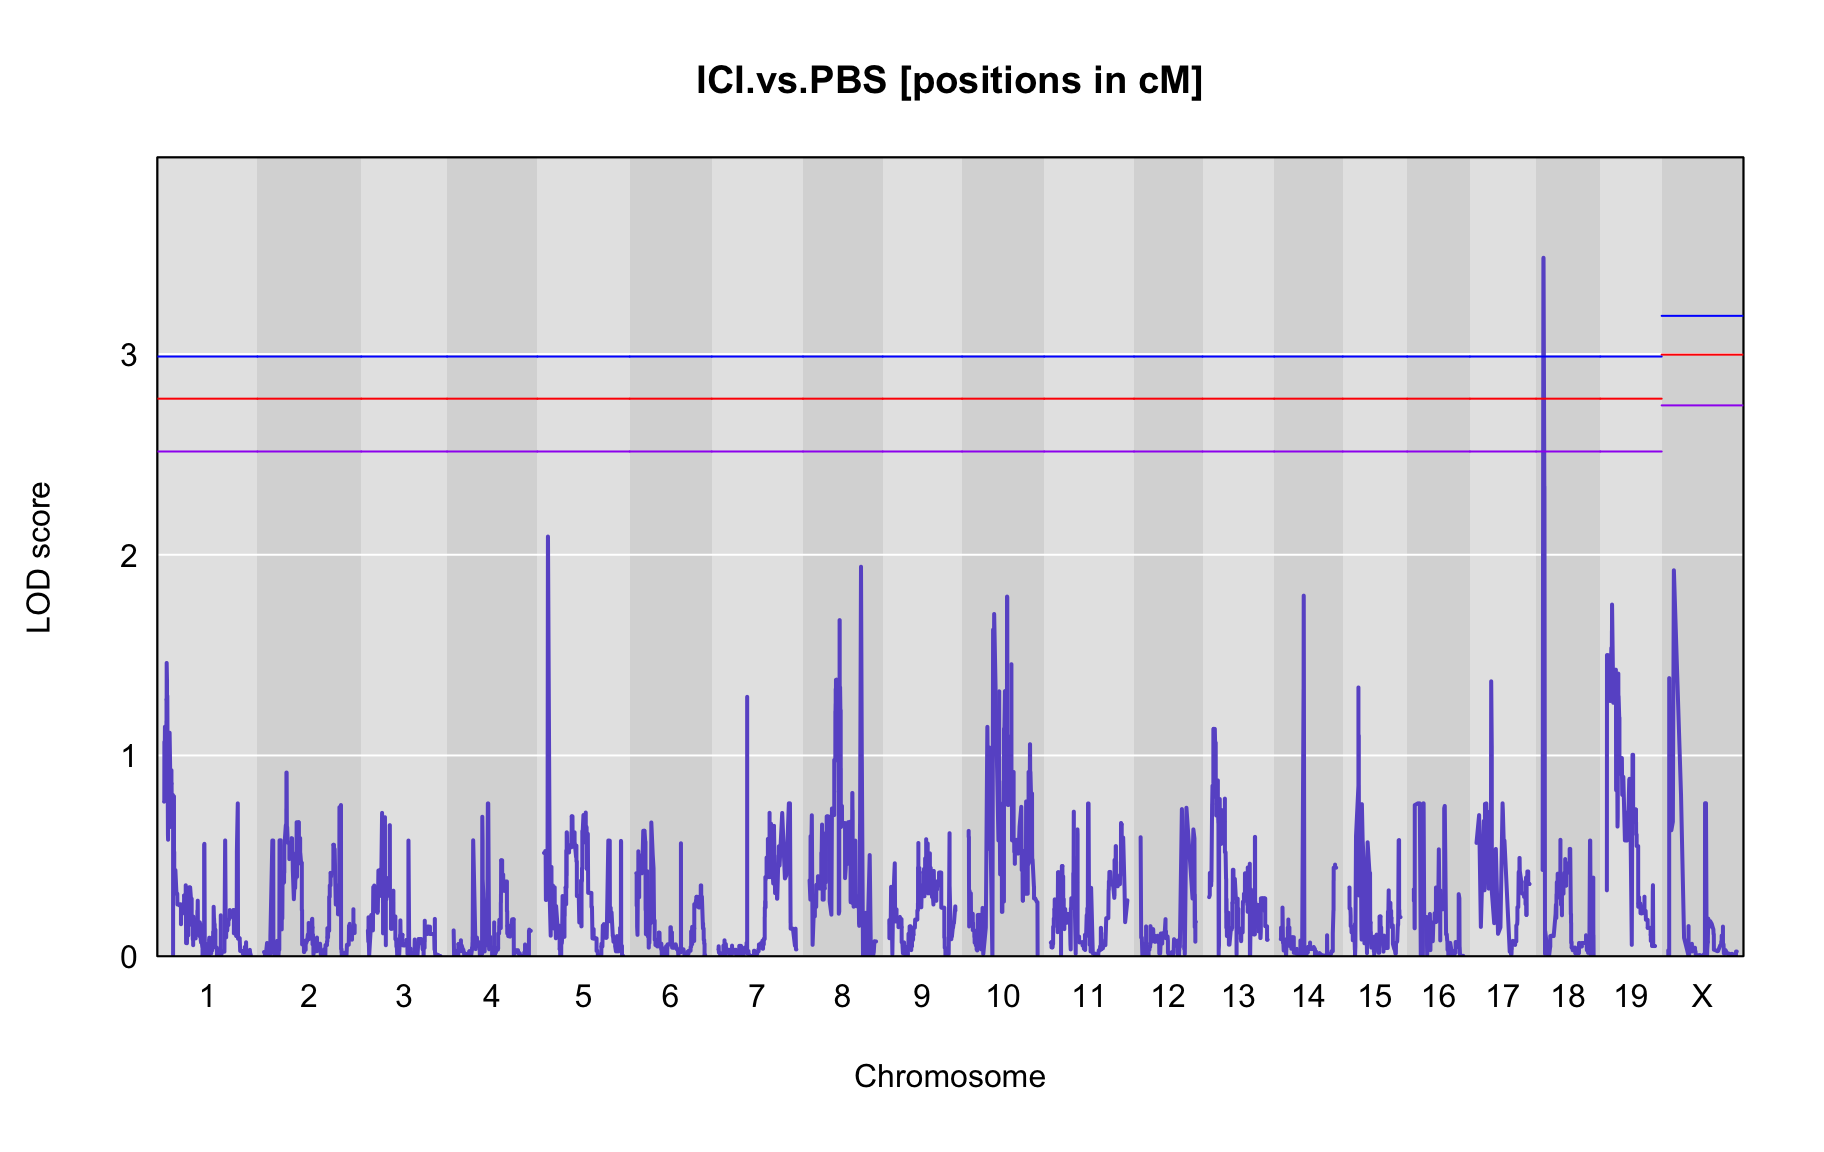 ICI.vs.PBS [positions in cM]
LOD score
3
2
1
0
1 2 3 4 5 6 7 8 9 10 11 12 13 14 15 16 17 18 19 X
Chromosome